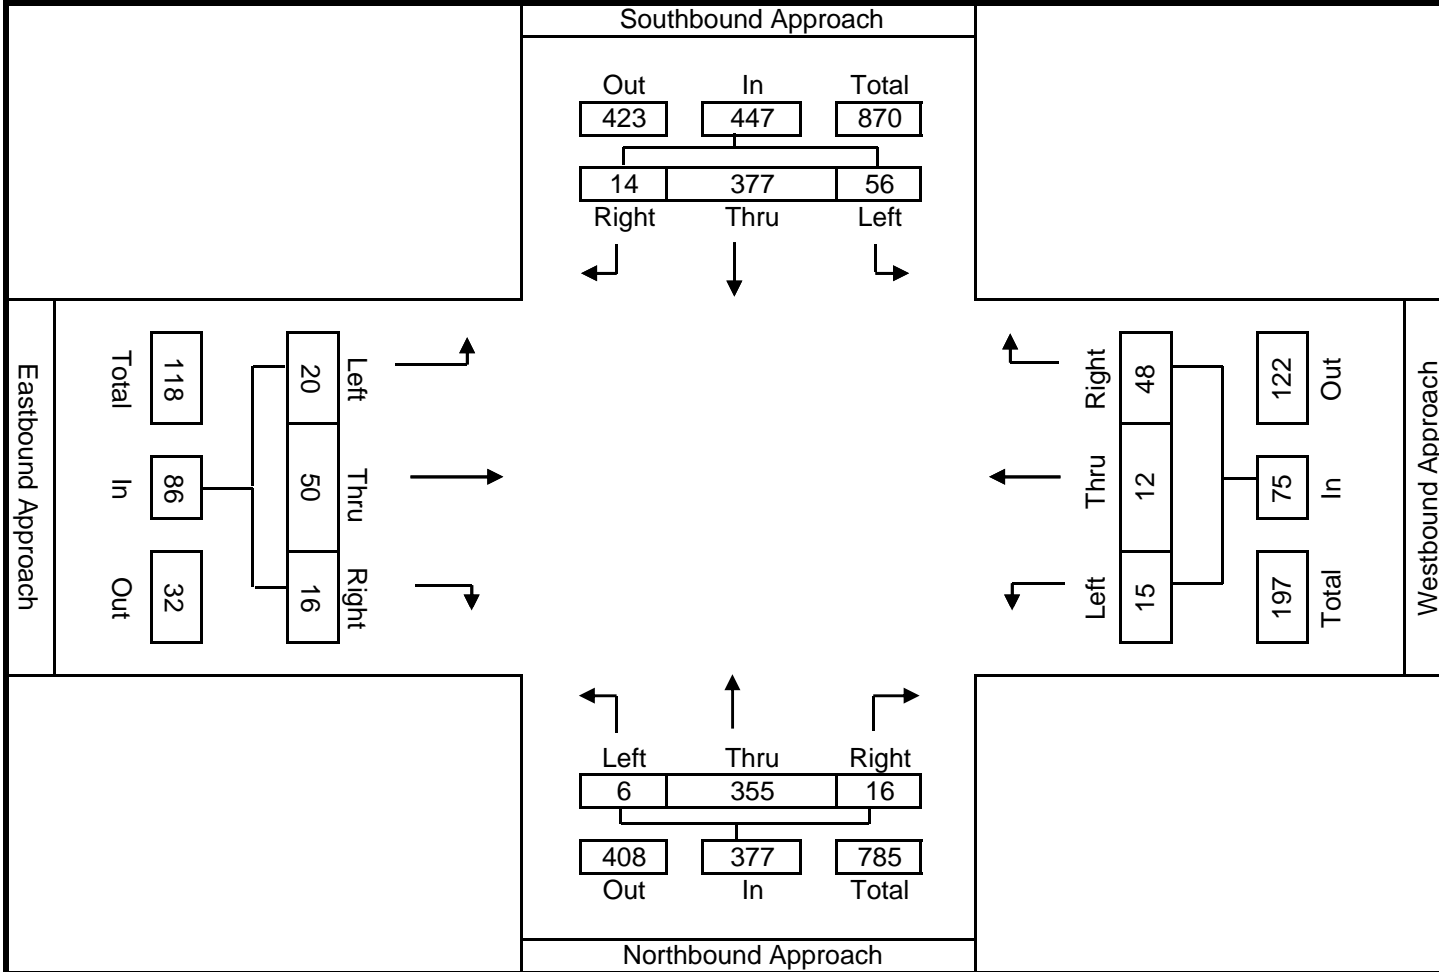 Southbound Approach
Out In Total
423 447 870
14 377 56
Right Thru Left
Eastbound Approach
Total In Out
118 86 32
20 50 16
Left Thru Right
Right Thru Left
48 12 15
122 75 197
Out In Total
Westbound Approach
Left Thru Right
6 355 16
408 377 785
Out In Total
Northbound Approach